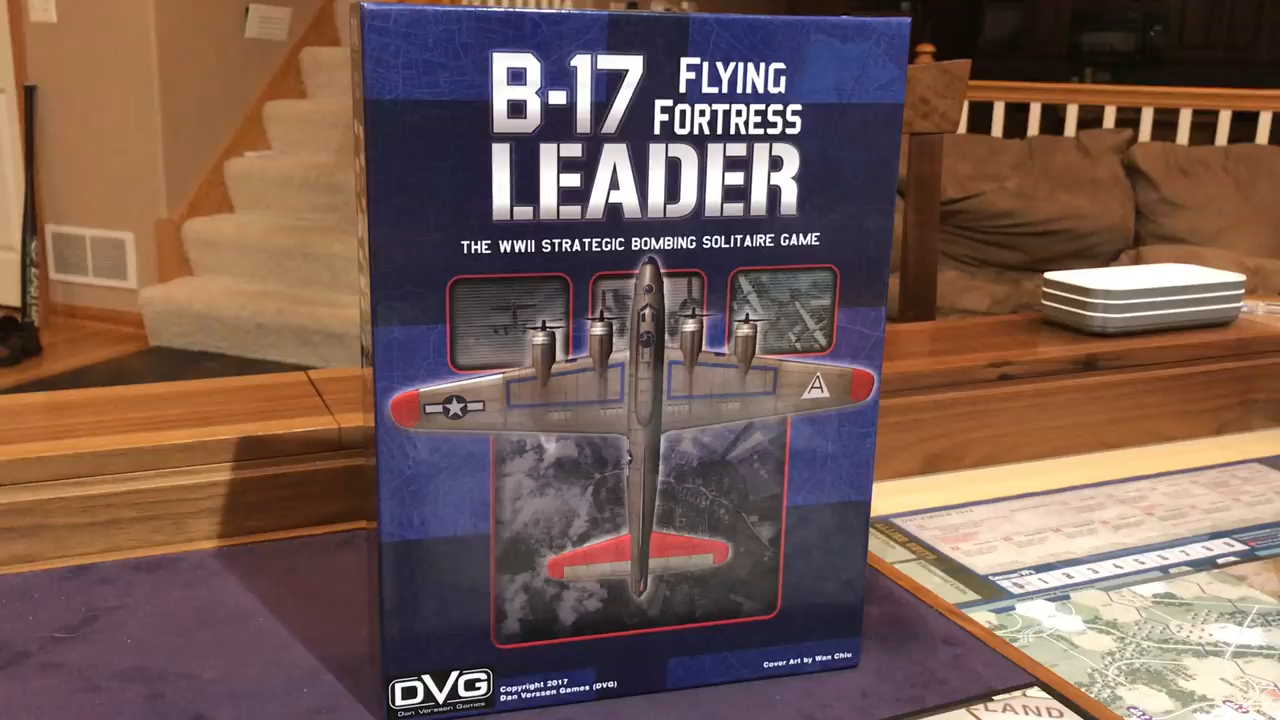 B-17 FLYING FORTRESS
LEADER
THE WWII STRATEGIC BOMBING SOLITAIRE GAME
A
DVG
Dan Verssen Games
Copyright 2017
Dan Verssen Games (DVG)
Cover Art by Wan Chiu